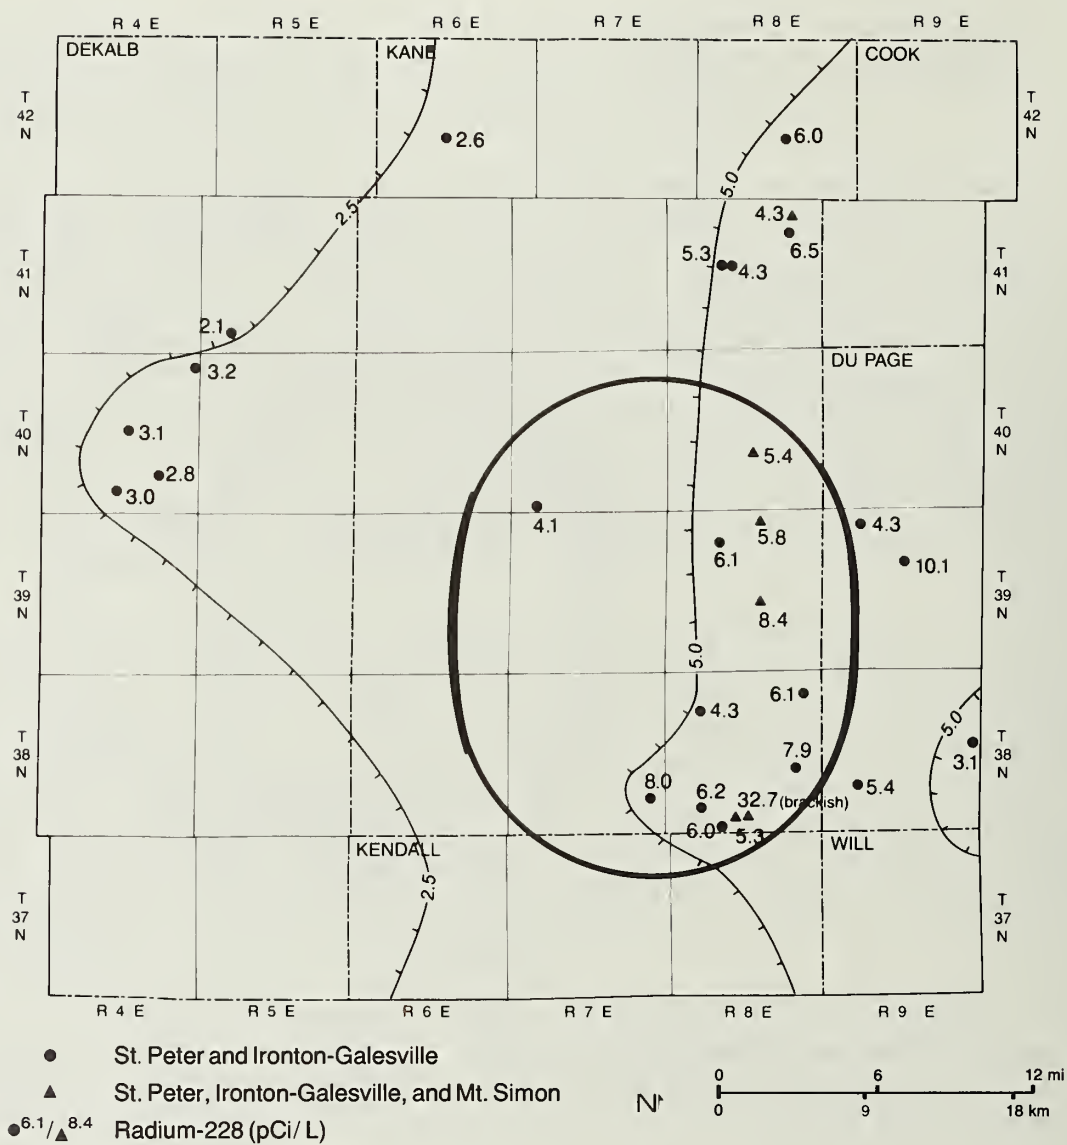 R 4 E R 5 E R 6 E R 7 E R 8 E R 9 E
DEKALB KANE COOK
T 42 N
T 42 N
2.6
6.0
5.0
2.5
4.3
6.5
5.3
4.3
T 41 N
T 41 N
2.1
3.2
DU PAGE
T 40 N
T 40 N
3.1
2.8
3.0
5.4
4.1
5.8
6.1
4.3
10.1
T 39 N
T 39 N
8.4
5.0
6.1
4.3
5.0
T 38 N
T 38 N
3.1
7.9
8.0
6.2
32.7 (brackish)
5.4
6.0
5.3
KENDALL WILL
2.5
T 37 N
T 37 N
R 4 E R 5 E R 6 E R 7 E R 8 E R 9 E
St. Peter and Ironton-Galesville
St. Peter, Ironton-Galesville, and Mt. Simon
6.1/ 8.4 Radium-228 (pCi/L)
N
0 6 12 mi
0 9 18 km